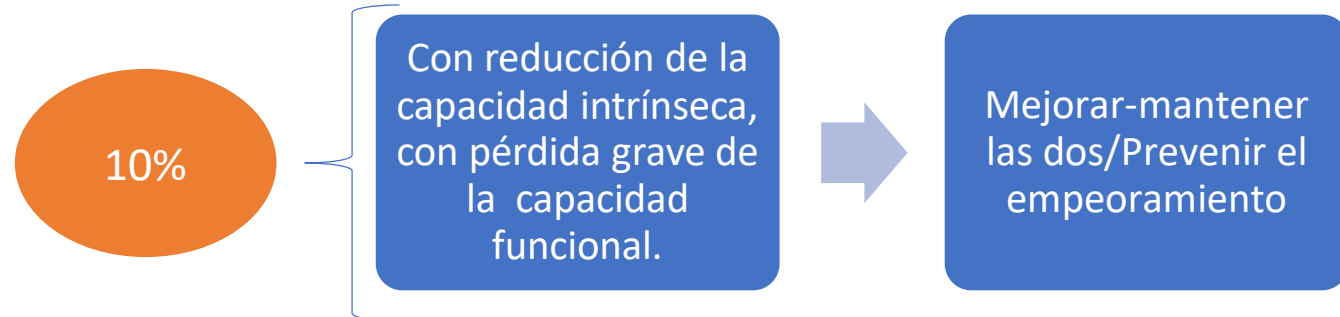 10%
Con reducción de la
capacidad intrínseca,
con pérdida grave de
la capacidad
funcional.
Mejorar-mantener
las dos/Prevenir el
empeoramiento